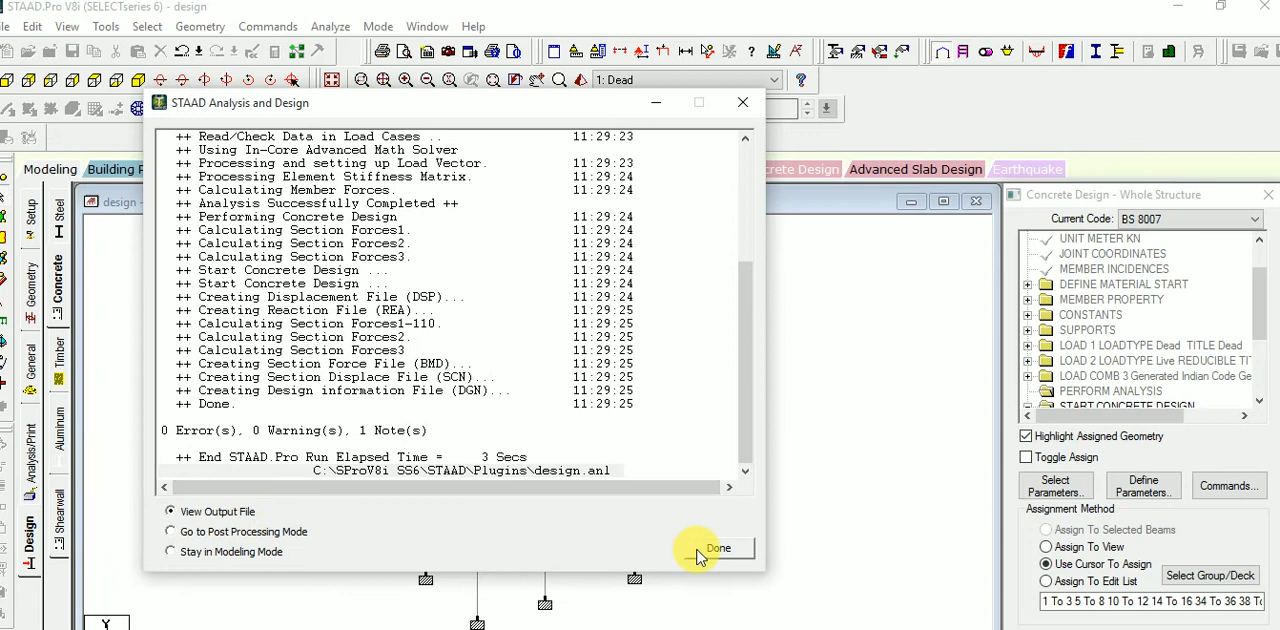 STAAD.Pro V8i (SELECTseries 6) - design
Edit View Tools Select Geometry Commands Analyze Mode Window Help
1: Dead
STAAD Analysis and Design
++ Read/Check Data in Load Cases .. 11:29:23
++ Using In-Core Advanced Math Solver
++ Processing and setting up Load Vector. 11:29:23
++ Processing Element Stiffness Matrix. 11:29:24
++ Calculating Member Forces. 11:29:24
++ Analysis Successfully Completed ++
++ Performing Concrete Design 11:29:24
++ Calculating Section Forces1. 11:29:24
++ Calculating Section Forces2. 11:29:24
++ Calculating Section Forces3. 11:29:24
++ Start Concrete Design ... 11:29:24
++ Start Concrete Design ... 11:29:24
++ Creating Displacement File (DSP)... 11:29:24
++ Creating Reaction File (REA)... 11:29:25
++ Calculating Section Forces1-110. 11:29:25
++ Calculating Section Forces2. 11:29:25
++ Calculating Section Forces3 11:29:25
++ Creating Section Force File (BMD)... 11:29:25
++ Creating Section Displace File (SCN)... 11:29:25
++ Creating Design information File (DGN)... 11:29:25
++ Done. 11:29:25
0 Error(s), 0 Warning(s), 1 Note(s)
++ End STAAD.Pro Run Elapsed Time = 3 Secs
C:\SProV8i SS6\STAAD\Plugins\design.anl
View Output File
Go to Post Processing Mode
Stay in Modeling Mode
Done
Modeling
Building P
crete Design
Advanced Slab Design
Earthquake
Setup
Geometry
General
Analysis/Print
Design
Steel
Concrete
Timber
Aluminum
Shearwall
design -
Y
Concrete Design - Whole Structure
Current Code: BS 8007
UNIT METER KN
JOINT COORDINATES
MEMBER INCIDENCES
DEFINE MATERIAL START
MEMBER PROPERTY
CONSTANTS
SUPPORTS
LOAD 1 LOADTYPE Dead TITLE Dead
LOAD 2 LOADTYPE Live REDUCIBLE TI
LOAD COMB 3 Generated Indian Code Ge
PERFORM ANALYSIS
START CONCRETE DESIGN
Highlight Assigned Geometry
Toggle Assign
Select Parameters..
Define Parameters..
Commands...
Assignment Method
Assign To Selected Beams
Assign To View
Use Cursor To Assign
Assign To Edit List
Select Group/Deck
1 To 3 5 To 8 10 To 12 14 To 16 34 To 36 38 To